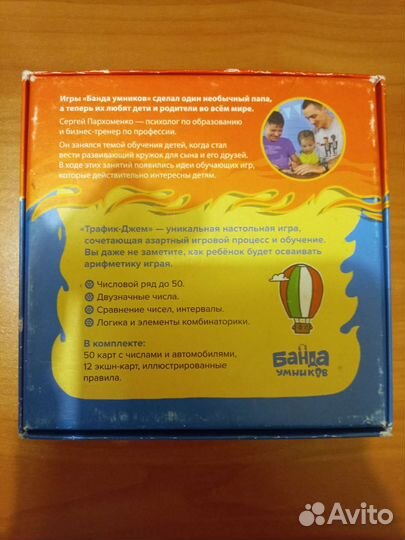 Игры «Банда умников» сделал один необычный папа,
а теперь их любят дети и родители во всём мире.
Сергей Пархоменко — психолог по образованию
и бизнес-тренер по профессии.
Он занялся темой обучения детей, когда стал
вести развивающий кружок для сына и его друзей.
В ходе этих занятий появились идеи обучающих игр,
которые действительно интересны детям.
«Трафик-Джем» — уникальная настольная игра,
сочетающая азартный игровой процесс и обучение.
Вы даже не заметите, как ребёнок будет осваивать
арифметику играя.
Числовой ряд до 50.
Двузначные числа.
Сравнение чисел, интервалы.
Логика и элементы комбинаторики.
В комплекте:
50 карт с числами и автомобилями,
12 экшн-карт, иллюстрированные
правила.
БАНДА
УМНИКОВ
Avito